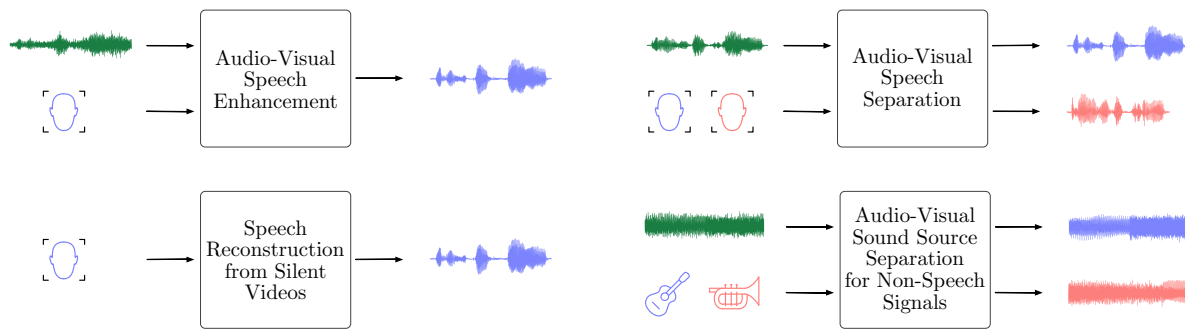 Audio-Visual
Speech
Enhancement
Audio-Visual
Speech
Separation
Speech
Reconstruction
from Silent
Videos
Audio-Visual
Sound Source
Separation
for Non-Speech
Signals